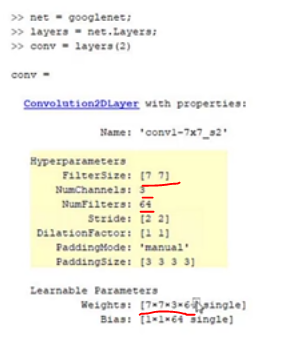 >> net = googlenet;
>> layers = net.Layers;
>> conv = layers(2)
conv =
Convolution2DLayer with properties:
Name: 'conv1-7x7_s2'
Hyperparameters
FilterSize: [7 7]
NumChannels: 3
NumFilters: 64
Stride: [2 2]
DilationFactor: [1 1]
PaddingMode: 'manual'
PaddingSize: [3 3 3 3]
Learnable Parameters
Weights: [7×7×3×64 single]
Bias: [1×1×64 single]